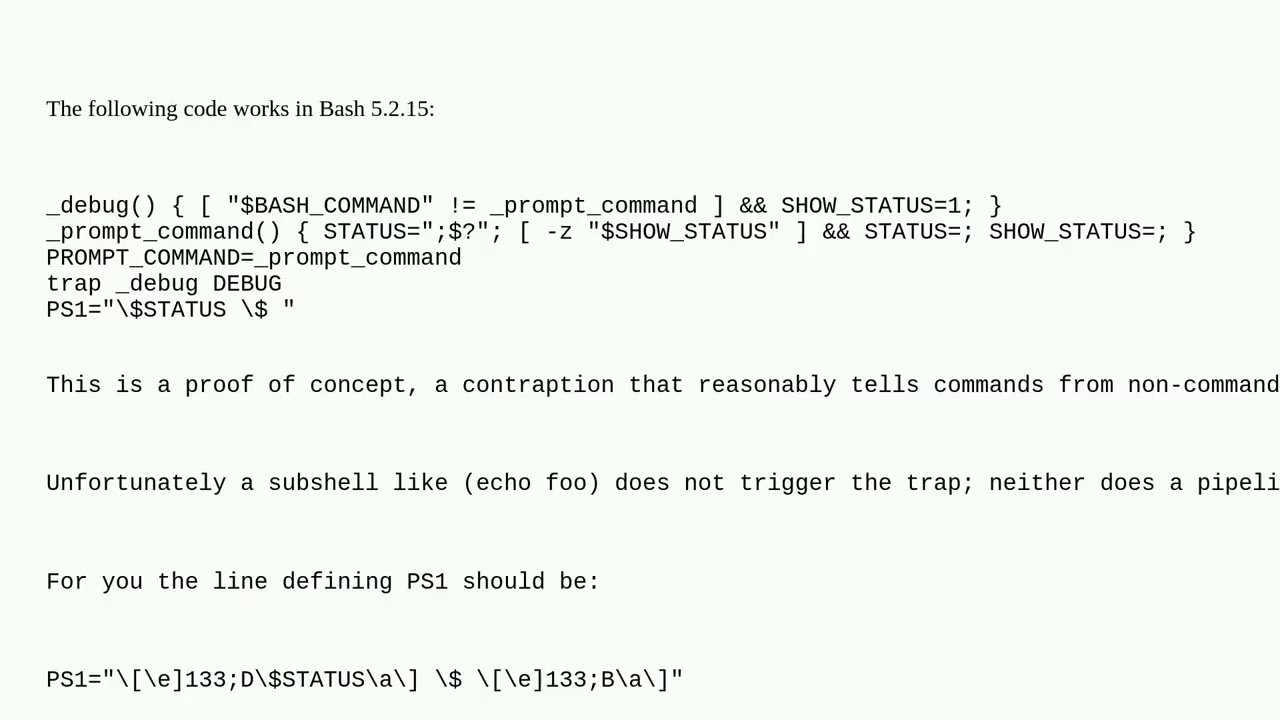 The following code works in Bash 5.2.15:
_debug() { [ "$BASH_COMMAND" != _prompt_command ] && SHOW_STATUS=1; }
_prompt_command() { STATUS=";$?"; [ -z "$SHOW_STATUS" ] && STATUS=; SHOW_STATUS=; }
PROMPT_COMMAND=_prompt_command
trap _debug DEBUG
PS1="\$STATUS \$ "
This is a proof of concept, a contraption that reasonably tells commands from non-command
Unfortunately a subshell like (echo foo) does not trigger the trap; neither does a pipeli
For you the line defining PS1 should be:
PS1="\[\e]133;D\$STATUS\a\] \$ \[\e]133;B\a\]"